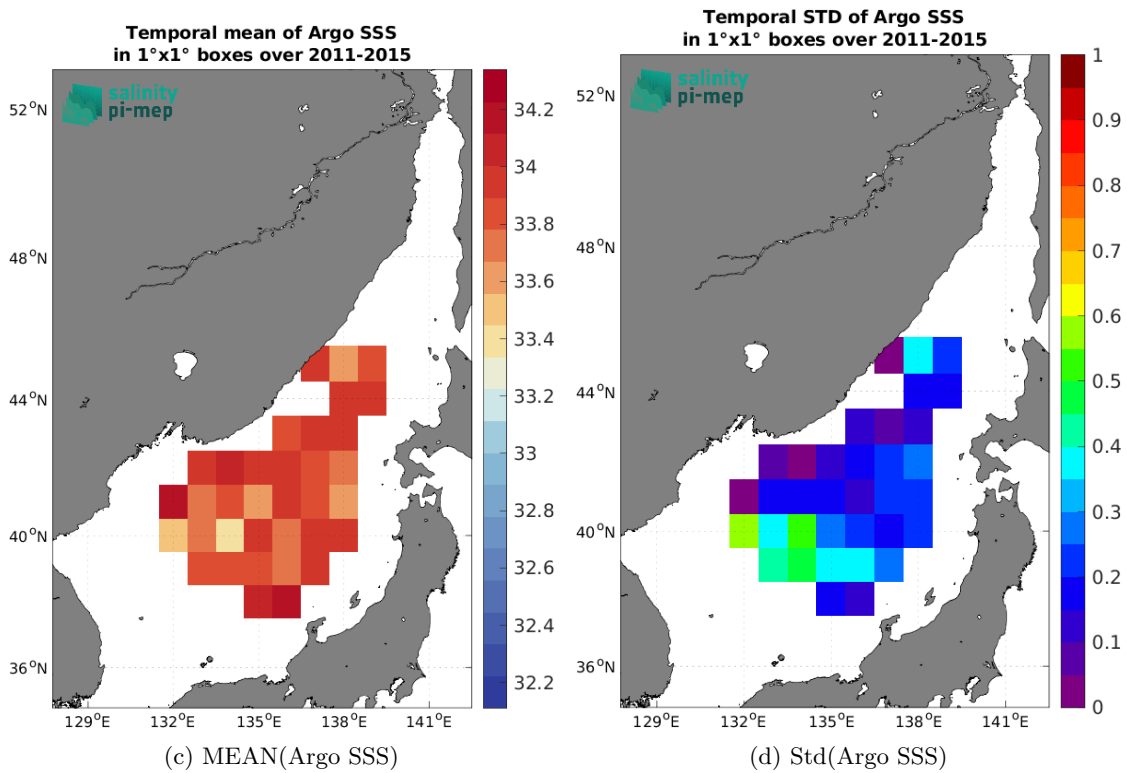 Temporal mean of Argo SSS
in 1°x1° boxes over 2011-2015
salinity
pi-mep
52°N
48°N
44°N
40°N
36°N
129°E 132°E 135°E 138°E 141°E
34.2
34
33.8
33.6
33.4
33.2
33
32.8
32.6
32.4
32.2
(c) MEAN(Argo SSS)
Temporal STD of Argo SSS
in 1°x1° boxes over 2011-2015
salinity
pi-mep
52°N
48°N
44°N
40°N
36°N
129°E 132°E 135°E 138°E 141°E
1
0.9
0.8
0.7
0.6
0.5
0.4
0.3
0.2
0.1
0
(d) Std(Argo SSS)